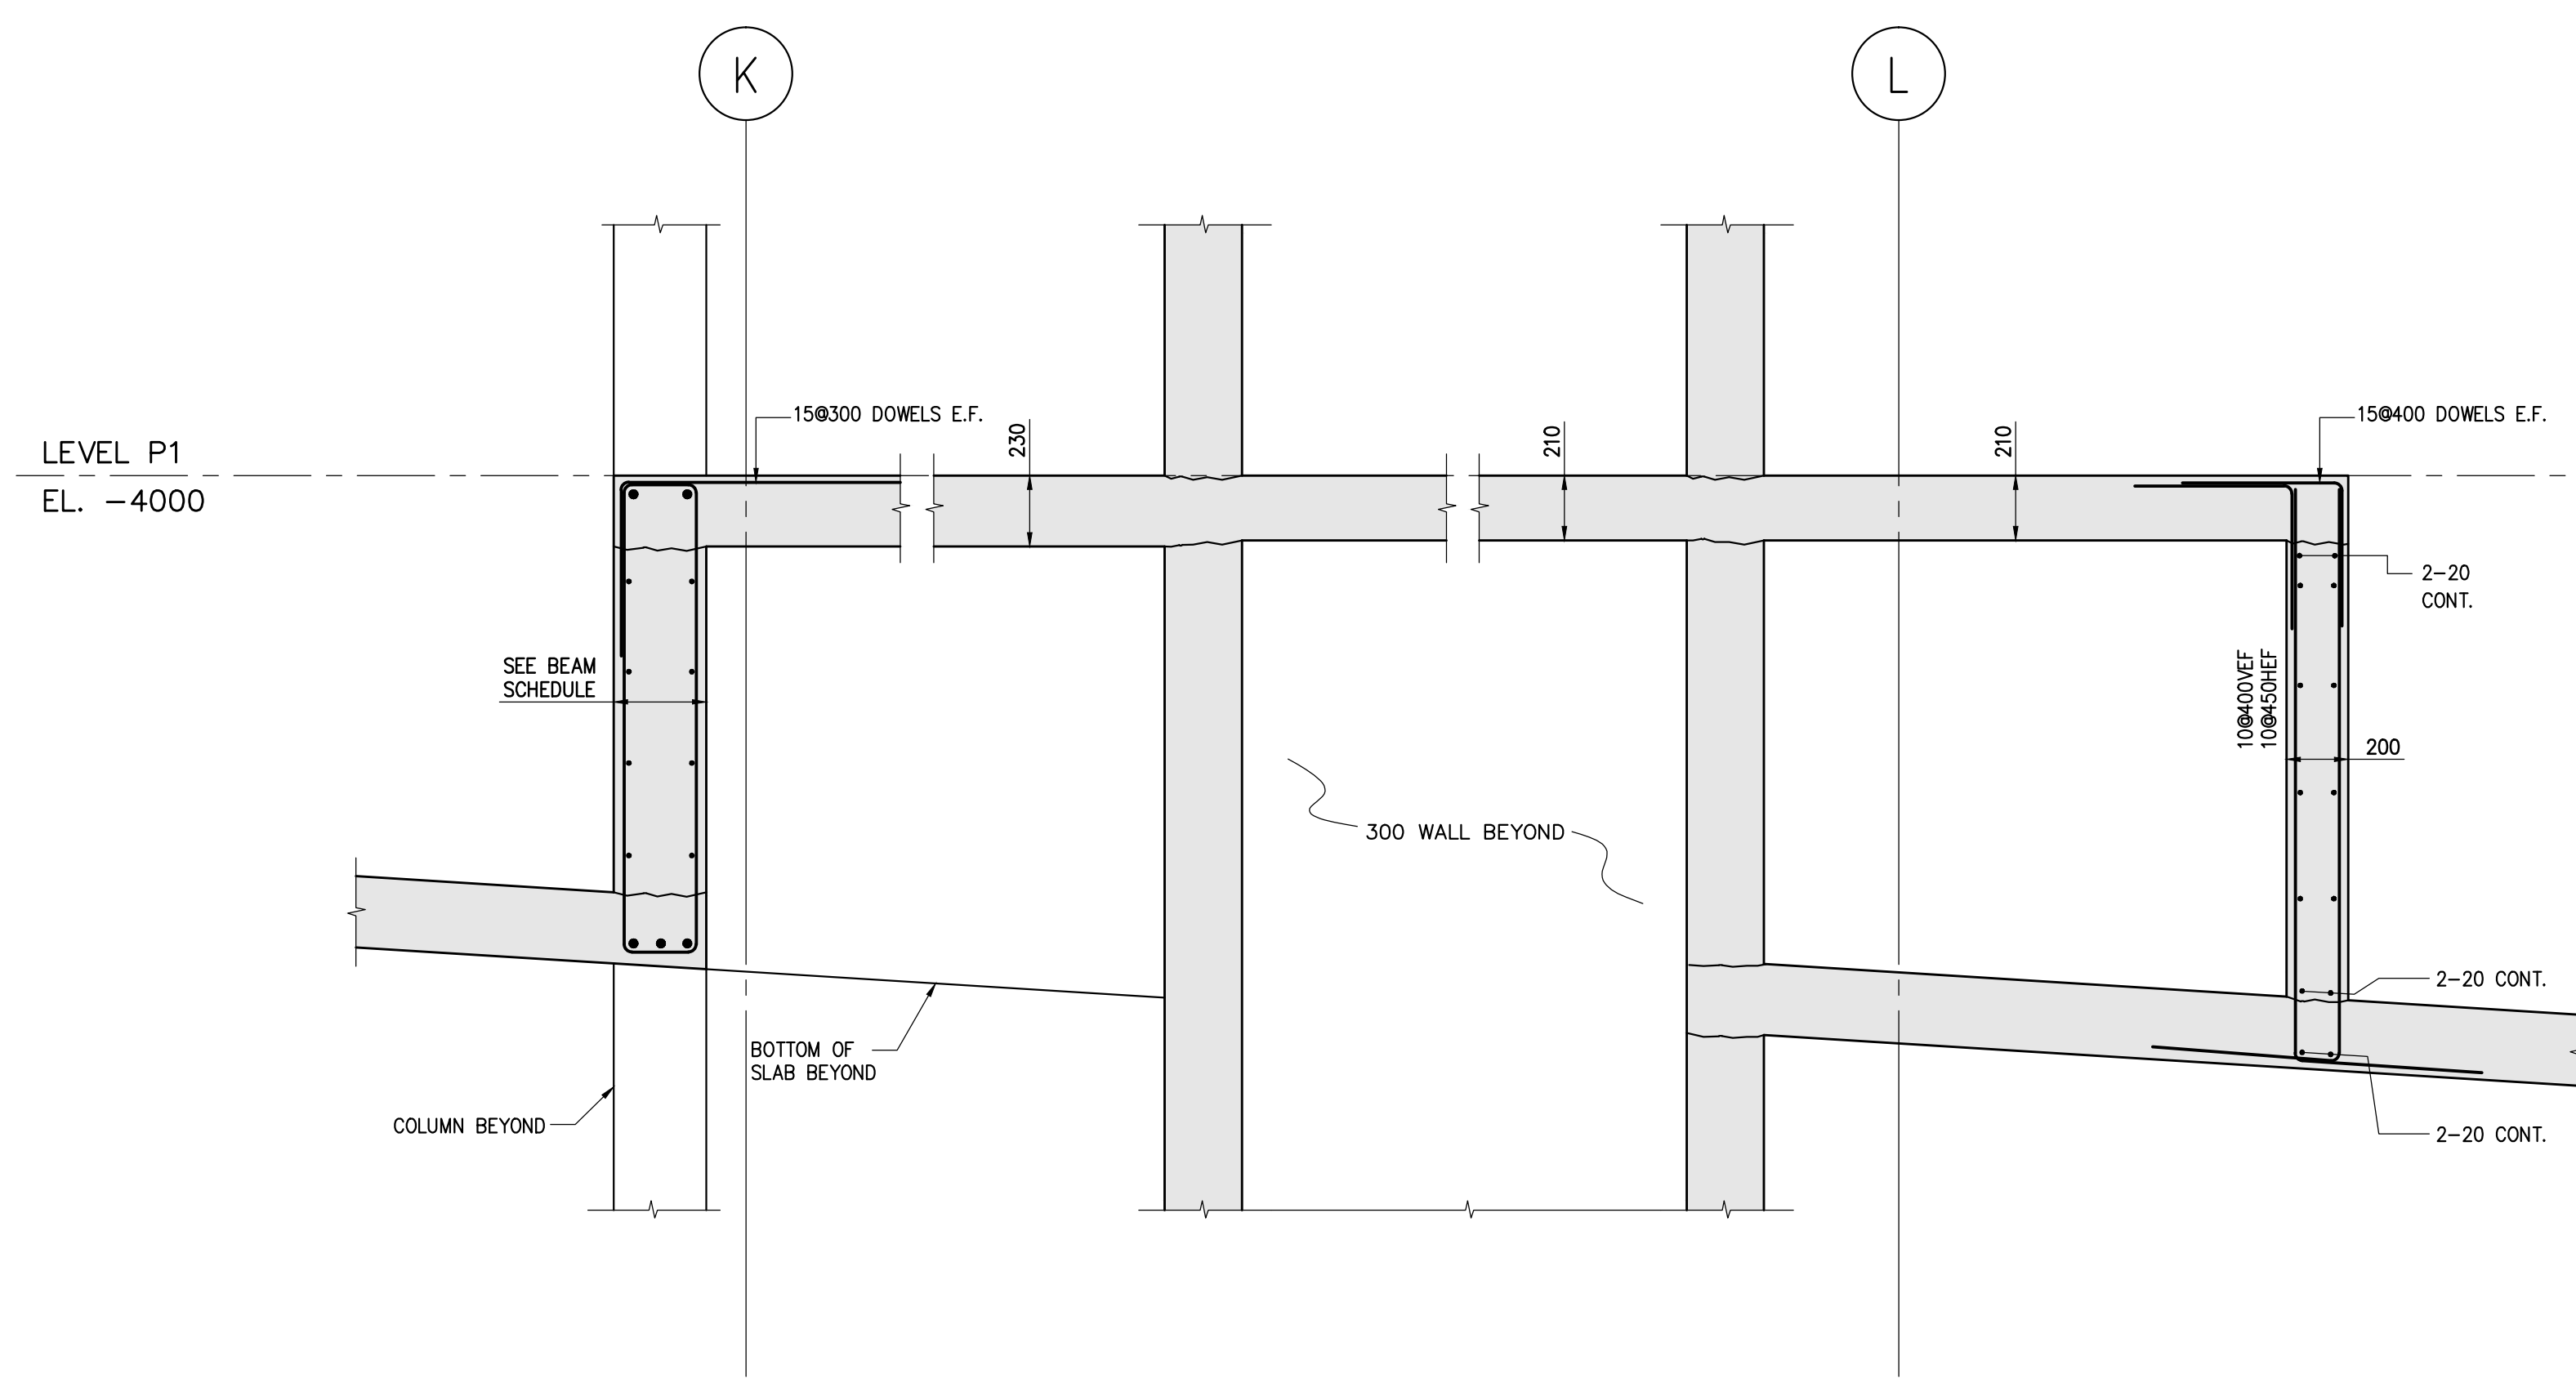 K
L
15@300 DOWELS E.F.
15@400 DOWELS E.F.
230
210
210
LEVEL P1
EL. -4000
2-20
CONT.
SEE BEAM
SCHEDULE
10@400VEF
10@450HEF
200
300 WALL BEYOND
2-20 CONT.
BOTTOM OF
SLAB BEYOND
COLUMN BEYOND
2-20 CONT.